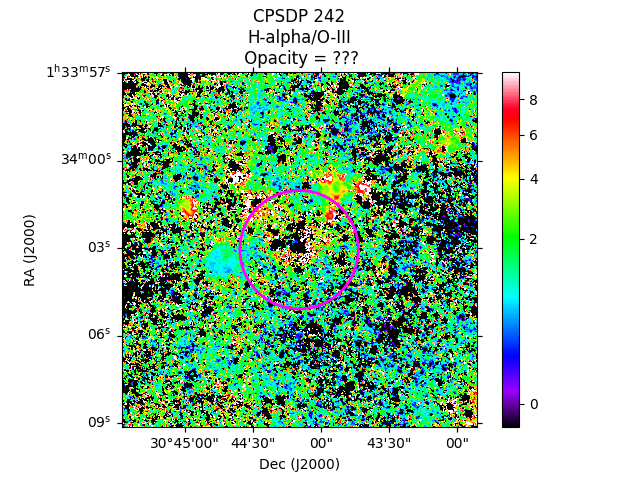 CPSDP 242
H-alpha/O-III
Opacity = ???
1ʰ33ᵐ57ˢ
34ᵐ00ˢ
03ˢ
06ˢ
09ˢ
RA (J2000)
30°45'00" 44'30" 00" 43'30" 00"
Dec (J2000)
8
6
4
2
0